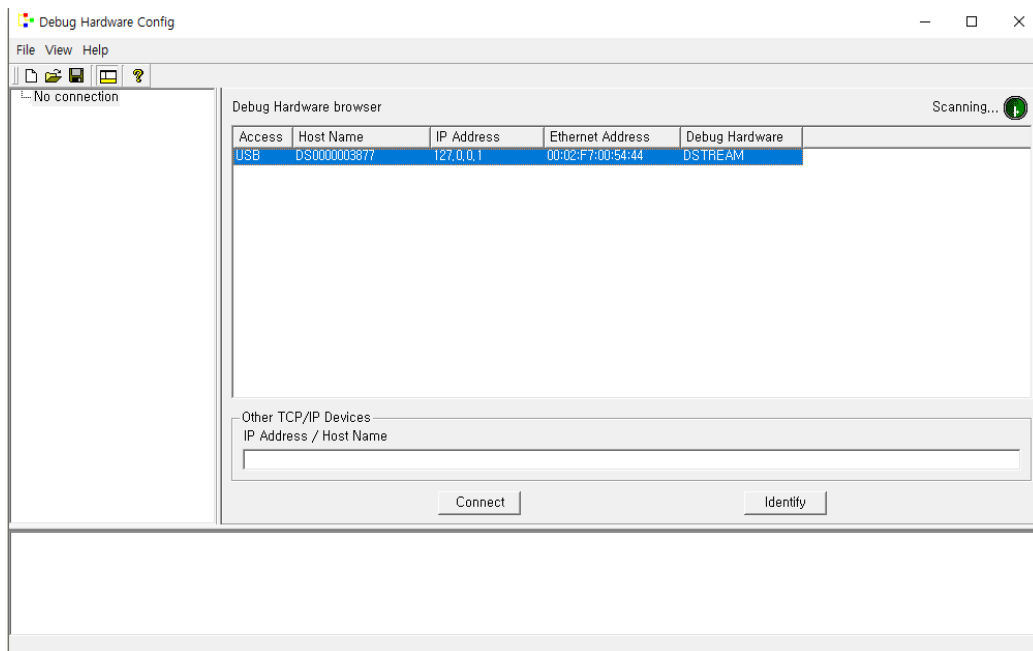 Debug Hardware Config
File View Help
No connection
Debug Hardware browser
Scanning...
Access Host Name IP Address Ethernet Address Debug Hardware
USB DS0000003877 127,0,0,1 00:02:F7:00:54:44 DSTREAM
Other TCP/IP Devices
IP Address / Host Name
Connect Identify